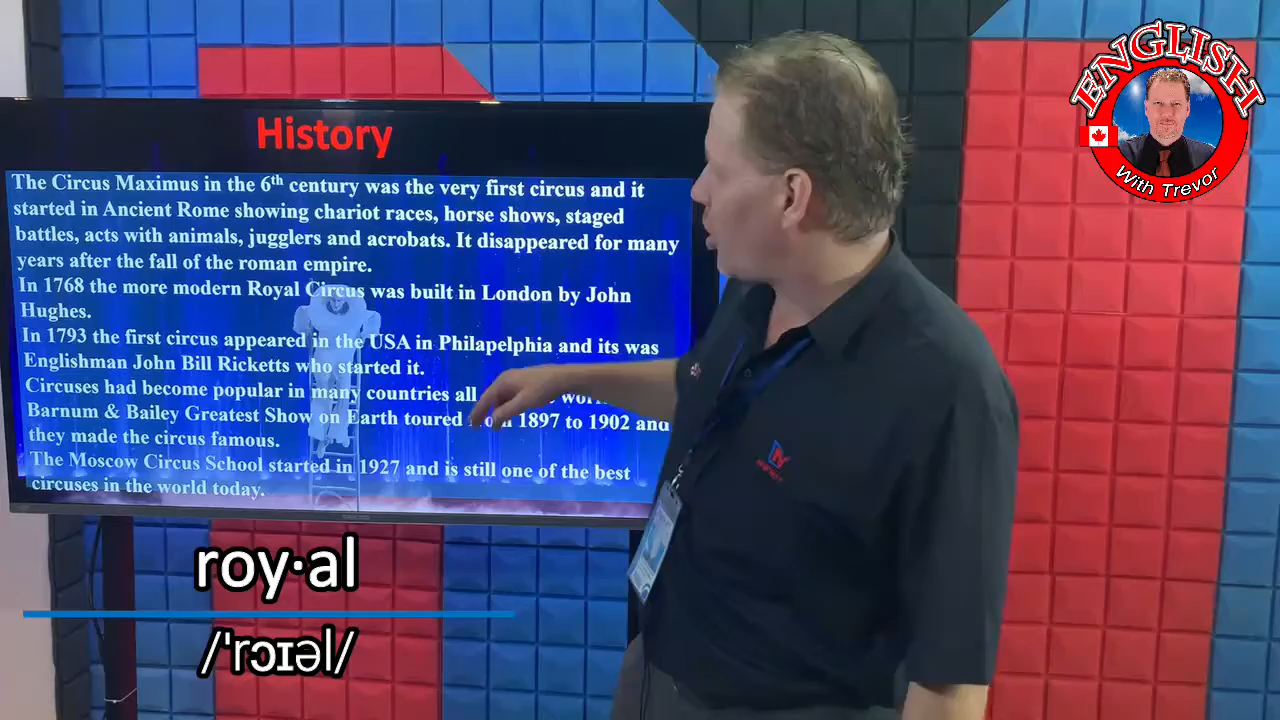 History
The Circus Maximus in the 6th century was the very first circus and it
started in Ancient Rome showing chariot races, horse shows, staged
battles, acts with animals, jugglers and acrobats. It disappeared for many
years after the fall of the roman empire.
In 1768 the more modern Royal Circus was built in London by John
Hughes.
In 1793 the first circus appeared in the USA in Philapelphia and its was
Englishman John Bill Ricketts who started it.
Circuses had become popular in many countries all
Barnum & Bailey Greatest Show on Earth toured from 1897 to 1902 and
they made the circus famous.
The Moscow Circus School started in 1927 and is still one of the best
circuses in the world today.
roy·al
/ˈrɔɪəl/
ENGLISH
With Trevor